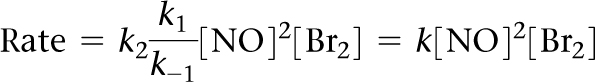 Rate = k₂ k₁/k₋₁ [NO]²[Br₂] = k[NO]²[Br₂]